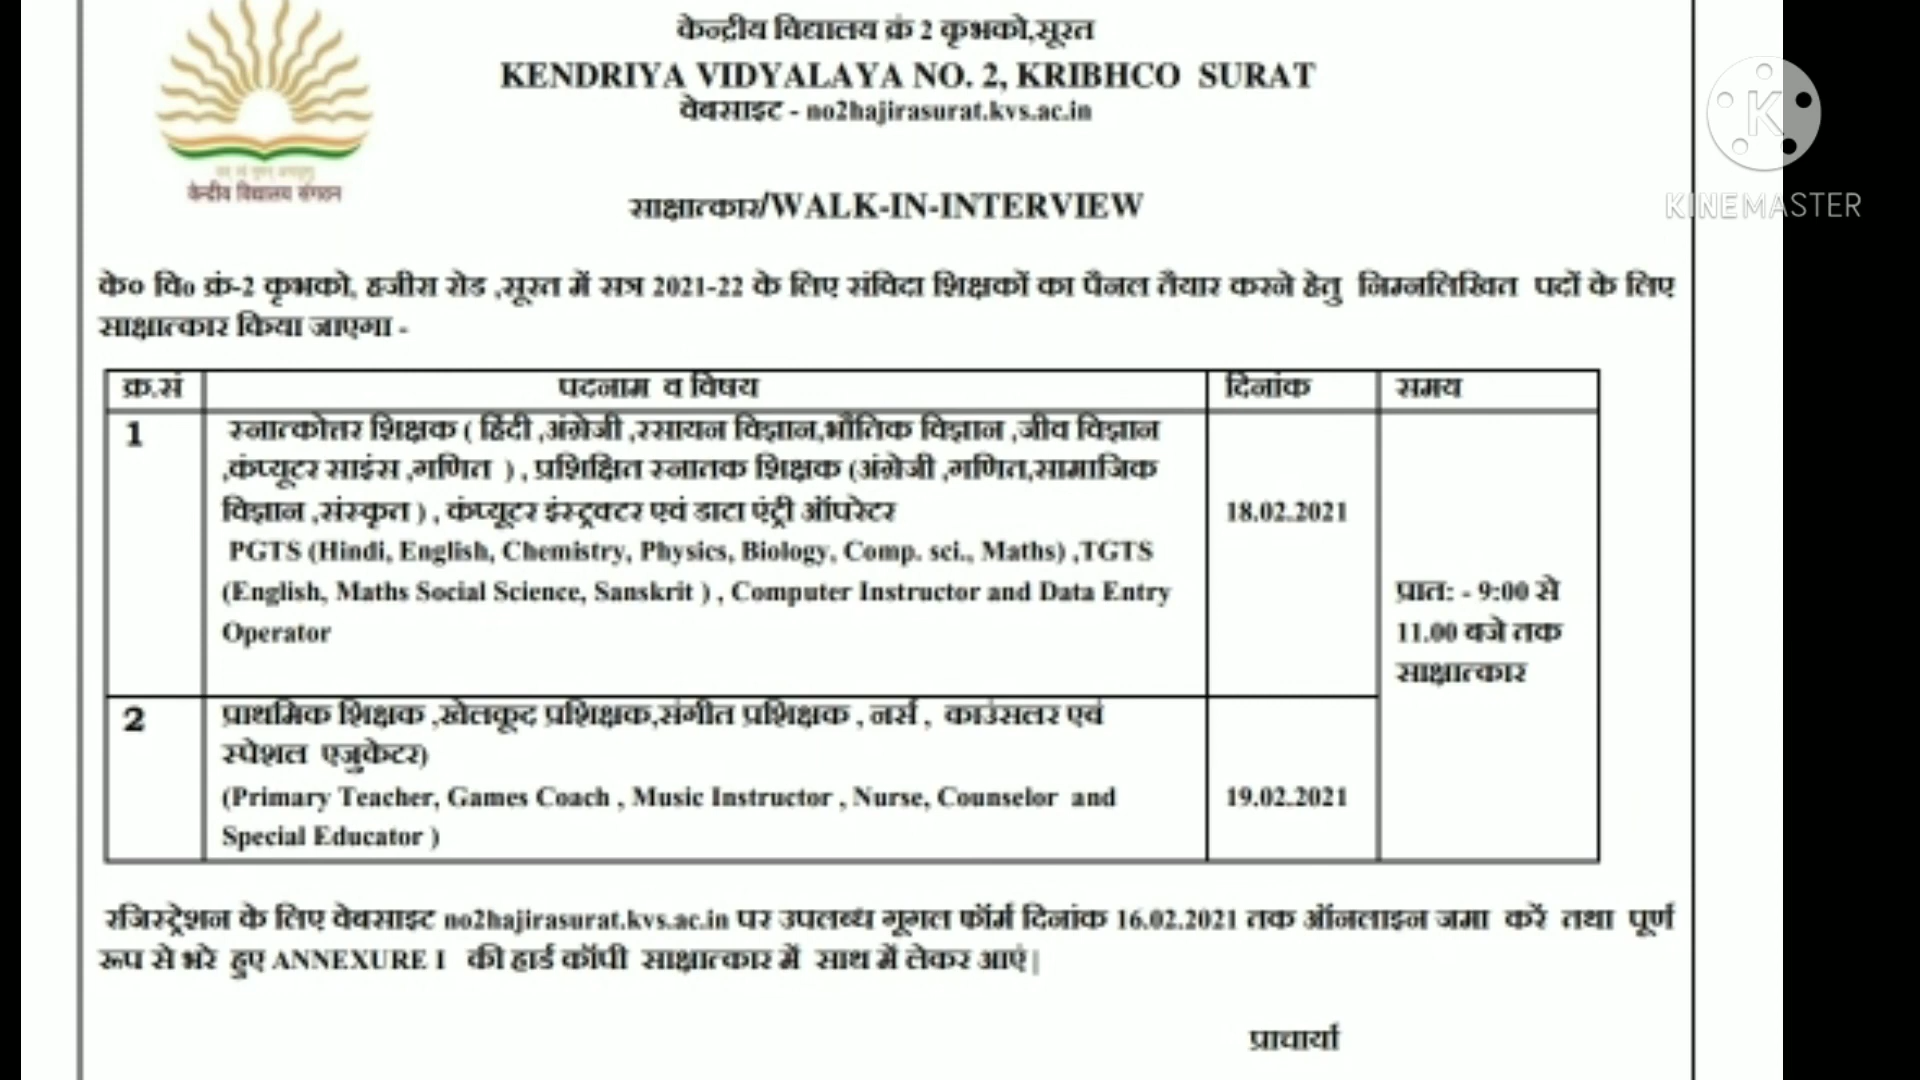 केन्द्रीय विद्यालय क्रं 2 कृभको,सूरत
KENDRIYA VIDYALAYA NO. 2, KRIBHCO SURAT
वेबसाइट - no2hajirasurat.kvs.ac.in
केन्द्रीय विद्यालय संगठन
K
KINEMASTER
साक्षात्कार/WALK-IN-INTERVIEW
के० वि० क्रं-2 कृभको, हजीरा रोड ,सूरत में सत्र 2021-22 के लिए संविदा शिक्षकों का पैनल तैयार करने हेतु निम्नलिखित पदों के लिए
साक्षात्कार किया जाएगा -
क्र.सं पदनाम व विषय दिनांक समय
1 स्नात्कोत्तर शिक्षक ( हिंदी ,अंग्रेजी ,रसायन विज्ञान,भौतिक विज्ञान ,जीव विज्ञान
,कंप्यूटर साइंस ,गणित ) , प्रशिक्षित स्नातक शिक्षक (अंग्रेजी ,गणित,सामाजिक
विज्ञान ,संस्कृत ) , कंप्यूटर इंस्ट्रक्टर एवं डाटा एंट्री ऑपरेटर
PGTS (Hindi, English, Chemistry, Physics, Biology, Comp. sci., Maths) ,TGTS
(English, Maths Social Science, Sanskrit ) , Computer Instructor and Data Entry
Operator
18.02.2021
प्रात: - 9:00 से
11.00 बजे तक
साक्षात्कार
2 प्राथमिक शिक्षक ,खेलकूद प्रशिक्षक,संगीत प्रशिक्षक , नर्स , काउंसलर एवं
स्पेशल एजुकेटर)
(Primary Teacher, Games Coach , Music Instructor , Nurse, Counselor and
Special Educator )
19.02.2021
रजिस्ट्रेशन के लिए वेबसाइट no2hajirasurat.kvs.ac.in पर उपलब्ध गूगल फॉर्म दिनांक 16.02.2021 तक ऑनलाइन जमा करें तथा पूर्ण
रूप से भरे हुए ANNEXURE I की हार्ड कॉपी साक्षात्कार में साथ में लेकर आएं|
प्राचार्या